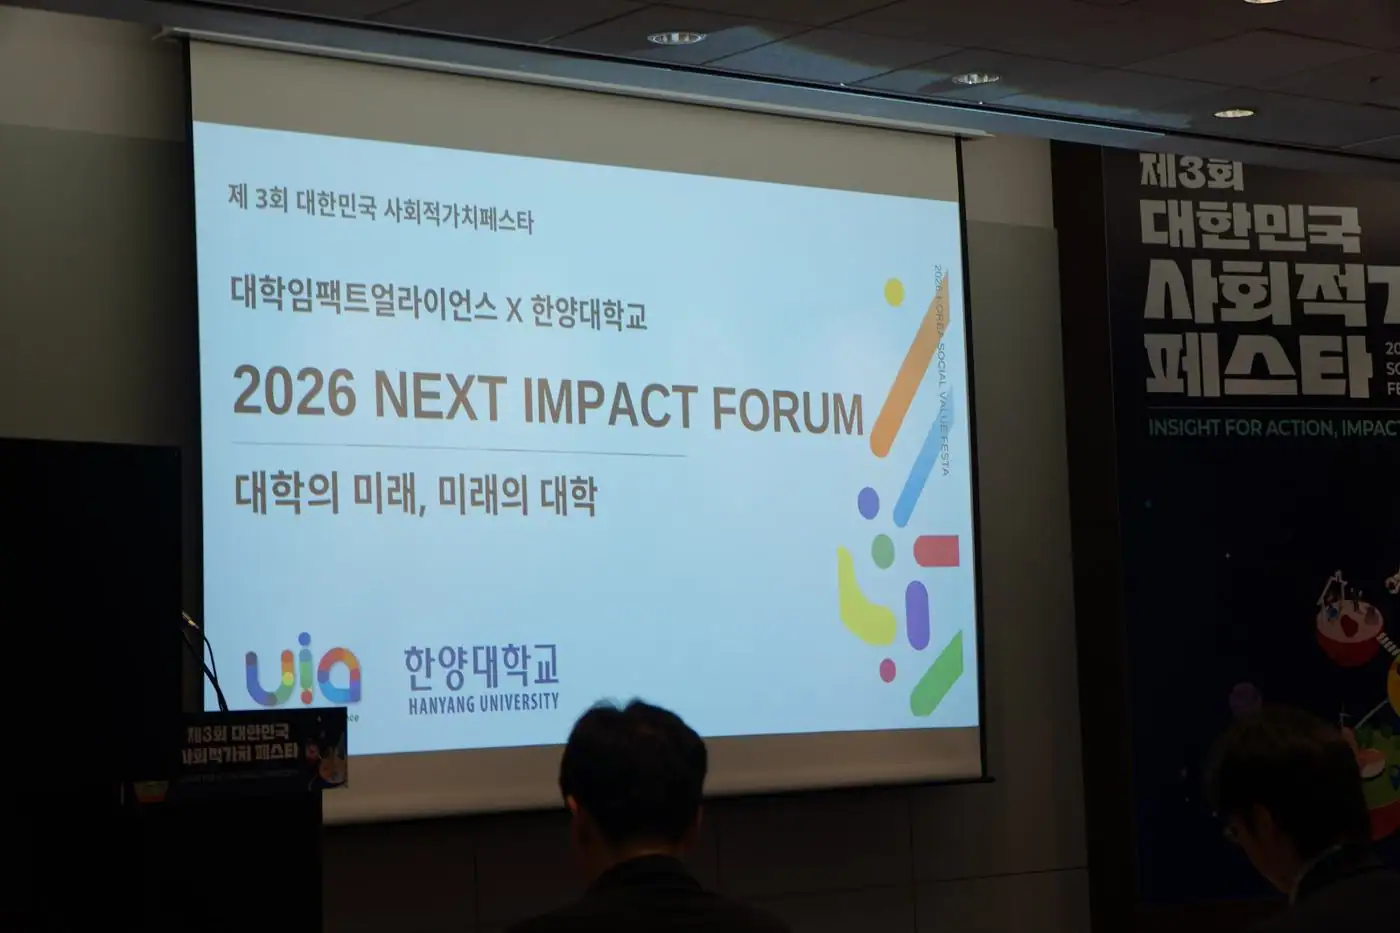 제 3회 대한민국 사회적가치페스타
대학임팩트얼라이언스 X 한양대학교
2026 NEXT IMPACT FORUM
대학의 미래, 미래의 대학
2026 KOREA SOCIAL VALUE FESTA
uia
한양대학교
HANYANG UNIVERSITY
제3회 대한민국
사회적가치 페스타
제3회
대한민국
사회적가
페스타
INSIGHT FOR ACTION, IMPACT